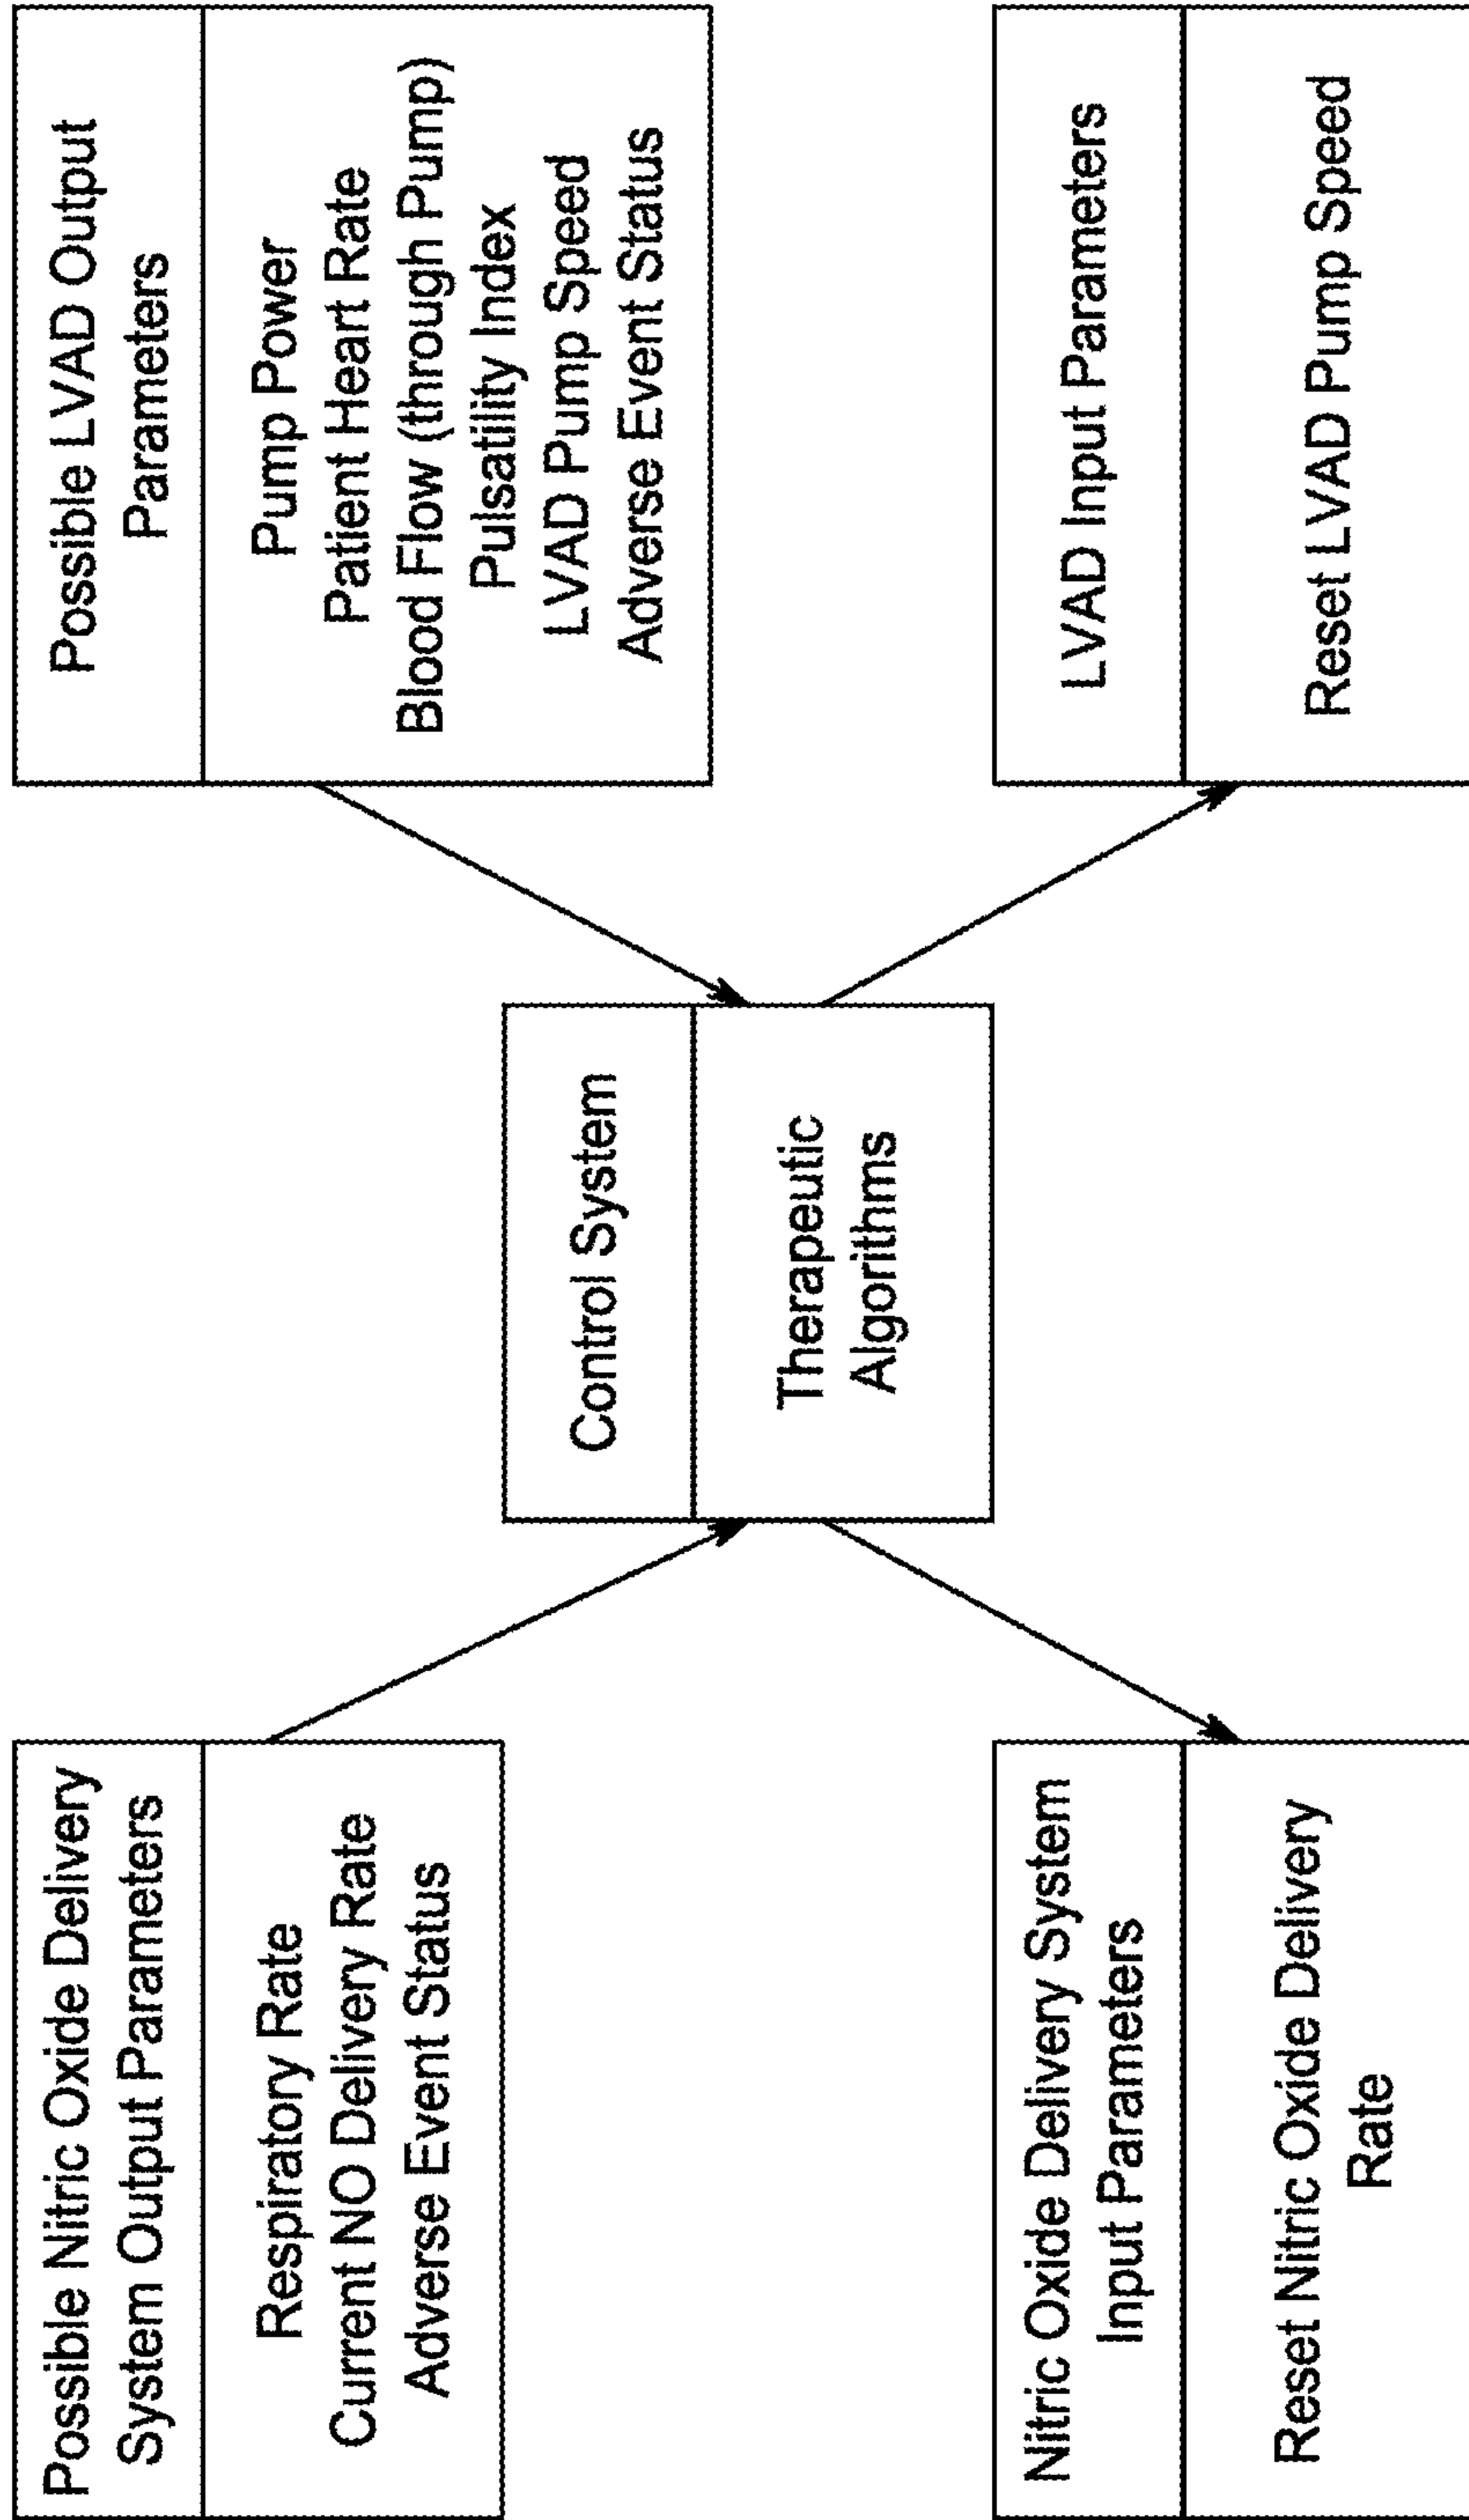 Possible Nitric Oxide Delivery
System Output Parameters
Respiratory Rate
Current NO Delivery Rate
Adverse Event Status
Possible LVAD Output
Parameters
Pump Power
Patient Heart Rate
Blood Flow (through Pump)
Pulsatility Index
LVAD Pump Speed
Adverse Event Status
Control System
Therapeutic
Algorithms
Nitric Oxide Delivery System
Input Parameters
Reset Nitric Oxide Delivery
Rate
LVAD Input Parameters
Reset LVAD Pump Speed